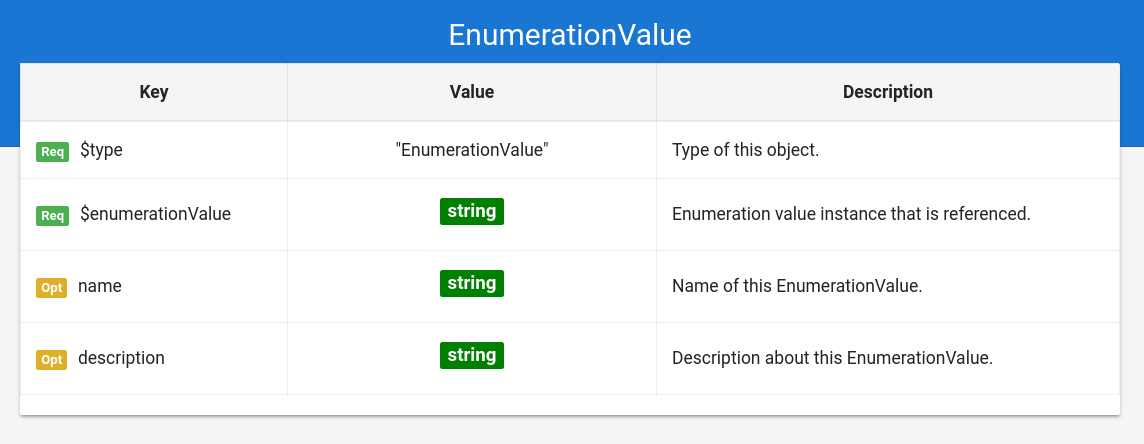 EnumerationValue
Key Value Description
Req $type "EnumerationValue" Type of this object.
Req $enumerationValue string Enumeration value instance that is referenced.
Opt name string Name of this EnumerationValue.
Opt description string Description about this EnumerationValue.